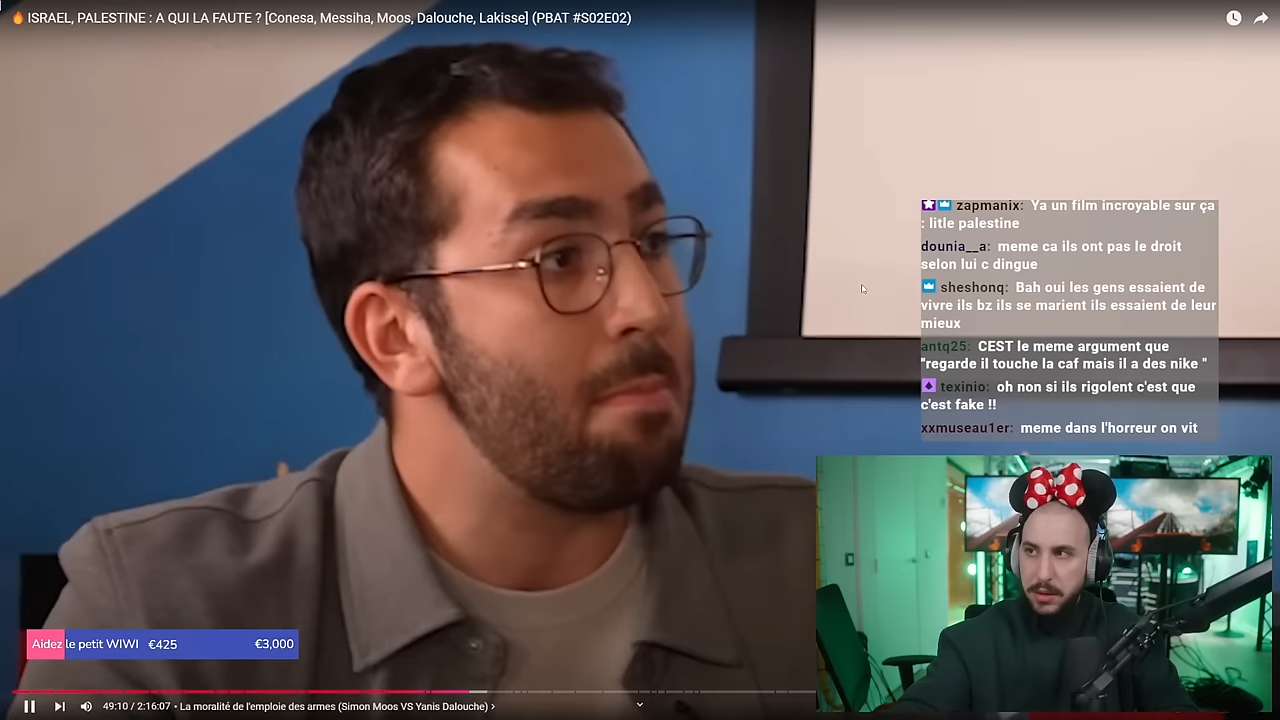 🔥 ISRAEL, PALESTINE : A QUI LA FAUTE ? [Conesa, Messiha, Moos, Dalouche, Lakisse] (PBAT #S02E02)
zapmanix: Ya un film incroyable sur ça
: litle palestine
dounia__a: meme ca ils ont pas le droit
selon lui c dingue
sheshonq: Bah oui les gens essaient de
vivre ils bz ils se marient ils essaient de leur
mieux
antq25: CEST le meme argument que
"regarde il touche la caf mais il a des nike "
texinio: oh non si ils rigolent c'est que
c'est fake !!
xxmuseau1er: meme dans l'horreur on vit
Aidez le petit WIWI €425 €3,000
49:10 / 2:16:07 • La moralité de l'emploie des armes (Simon Moos VS Yanis Dalouche) ›